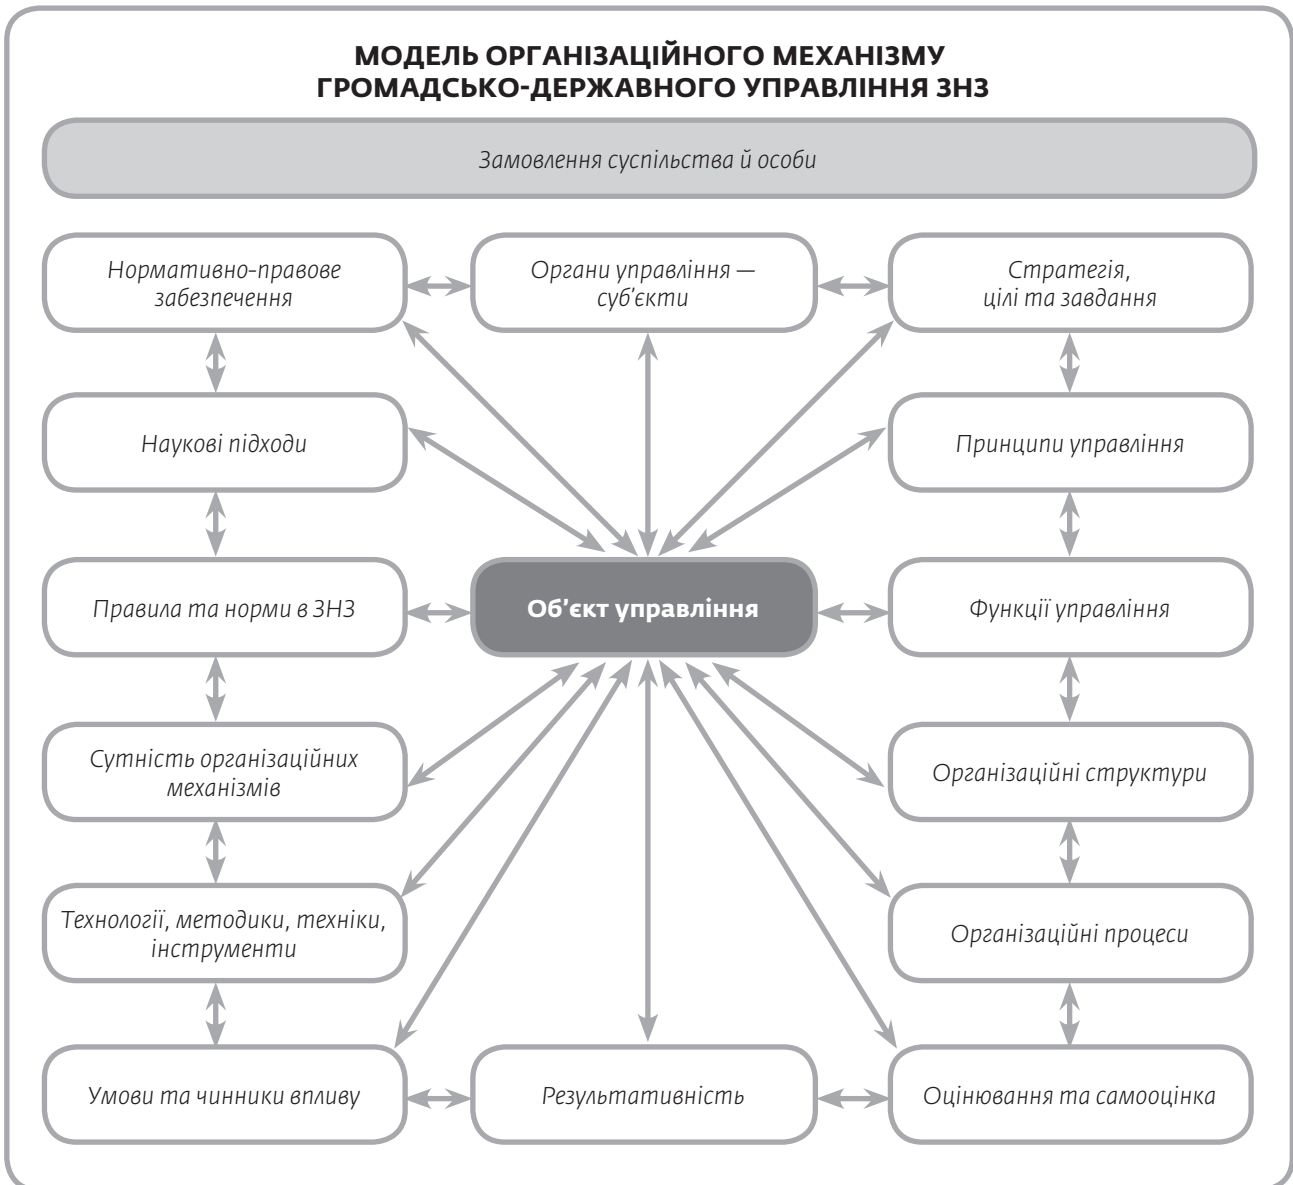 МОДЕЛЬ ОРГАНІЗАЦІЙНОГО МЕХАНІЗМУ
ГРОМАДСЬКО-ДЕРЖАВНОГО УПРАВЛІННЯ ЗНЗ
Замовлення суспільства й особи
Нормативно-правове
забезпечення
Органи управління —
суб'єкти
Стратегія,
цілі та завдання
Наукові підходи
Принципи управління
Правила та норми в ЗНЗ
Об'єкт управління
Функції управління
Сутність організаційних
механізмів
Організаційні структури
Технології, методики, техніки,
інструменти
Організаційні процеси
Умови та чинники впливу
Результативність
Оцінювання та самооцінка